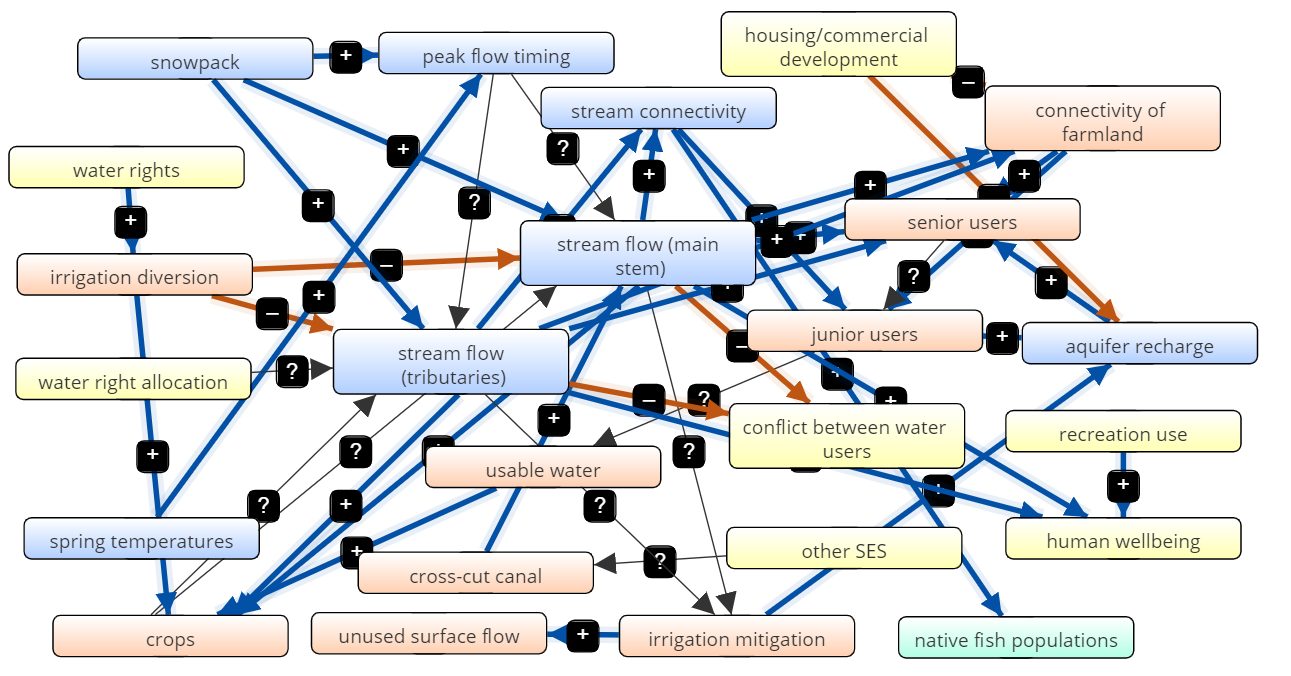 housing/commercial
development
snowpack
+
peak flow timing
−
stream connectivity
connectivity of
farmland
+
?
water rights
?
+
+
+
+
?
+
senior users
+
stream flow (main
stem)
+
+
irrigation diversion
−
?
+
+
−
junior users
+
aquifer recharge
−
stream flow
(tributaries)
water right allocation
?
+
+
−
?
conflict between water
users
recreation use
+
?
?
+
usable water
+
+
?
+
?
spring temperatures
human wellbeing
+
other SES
?
cross-cut canal
crops
unused surface flow
+
irrigation mitigation
native fish populations